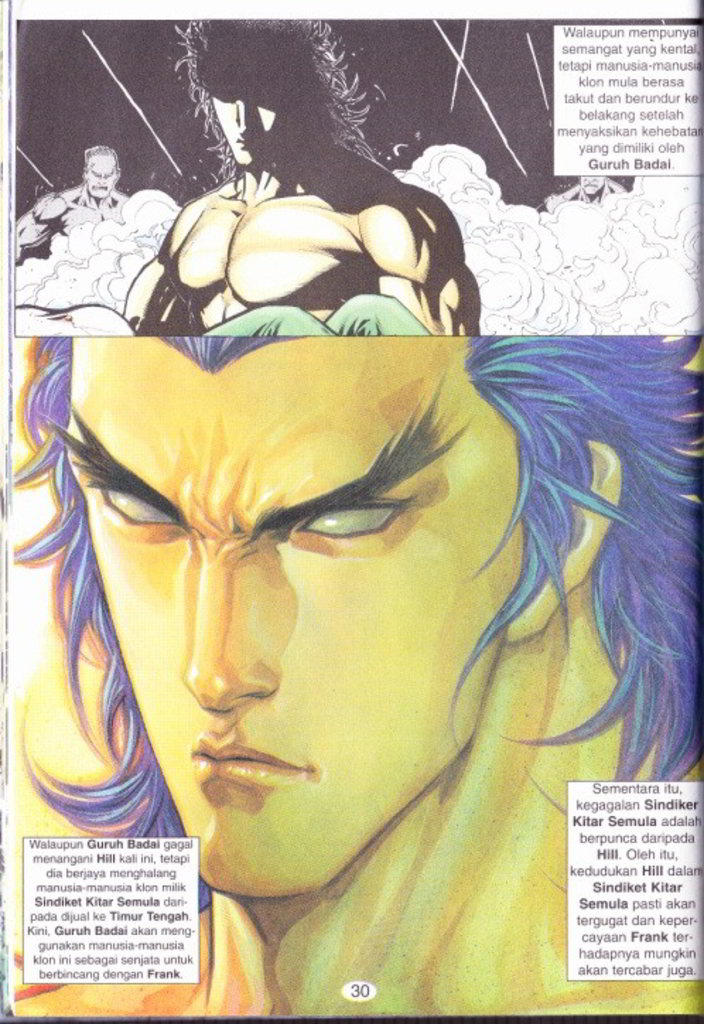 Walaupun mempunyai
semangat yang kental,
tetapi manusia-manusia
klon mula berasa
takut dan berundur ke
belakang setelah
menyaksikan kehebatan
yang dimiliki oleh
Guruh Badai.
Walaupun Guruh Badai gagal
menangani Hill kali ini, tetapi
dia berjaya menghalang
manusia-manusia klon milik
Sindiket Kitar Semula dari-
pada dijual ke Timur Tengah.
Kini, Guruh Badai akan meng-
gunakan manusia-manusia
klon ini sebagai senjata untuk
berbincang dengan Frank.
Sementara itu,
kegagalan Sindiker
Kitar Semula adalah
berpunca daripada
Hill. Oleh itu,
kedudukan Hill dalam
Sindiket Kitar
Semula pasti akan
tergugat dan keper-
cayaan Frank ter-
hadapnya mungkin
akan tercabar juga.
30